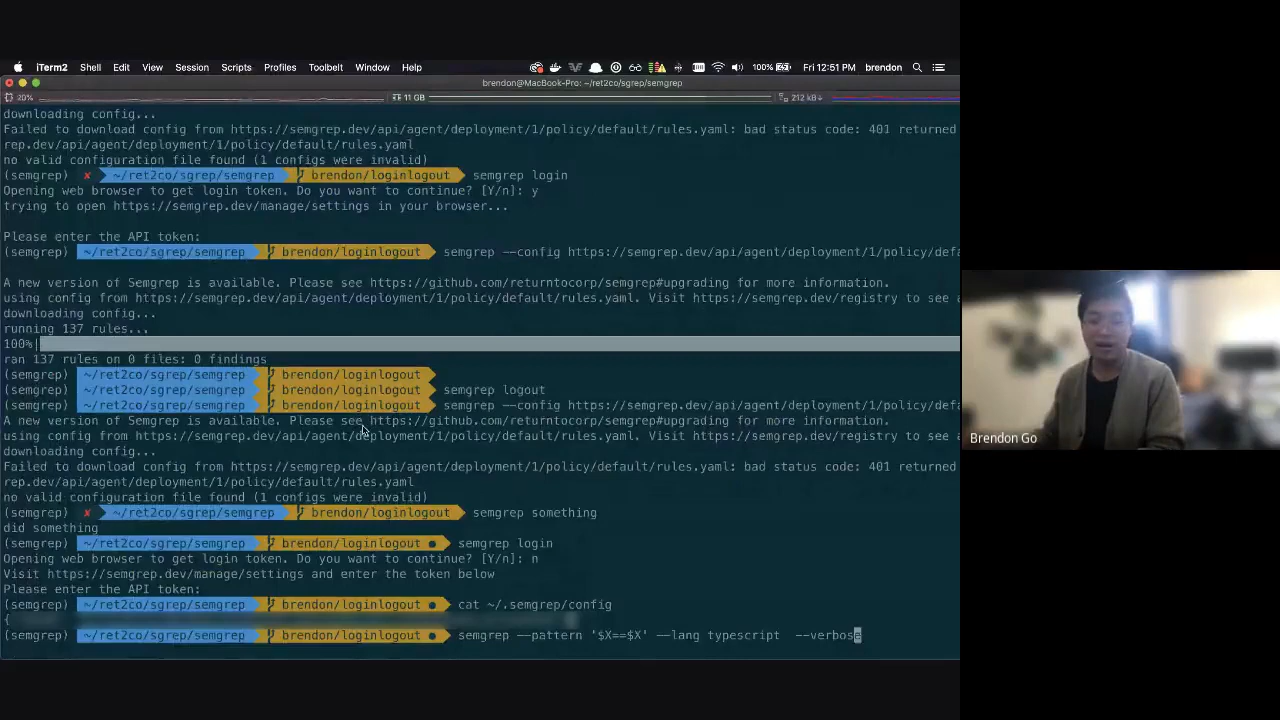 iTerm2 Shell Edit View Session Scripts Profiles Toolbelt Window Help 100% Fri 12:51 PM brendon
brendon@MacBook-Pro: ~/ret2co/sgrep/semgrep
20% 11 GB 212 kB↓
downloading config...
Failed to download config from https://semgrep.dev/api/agent/deployment/1/policy/default/rules.yaml: bad status code: 401 returned
rep.dev/api/agent/deployment/1/policy/default/rules.yaml
no valid configuration file found (1 configs were invalid)
(semgrep) ✘ ~/ret2co/sgrep/semgrep brendon/loginlogout semgrep login
Opening web browser to get login token. Do you want to continue? [Y/n]: y
trying to open https://semgrep.dev/manage/settings in your browser...
Please enter the API token:
(semgrep) ~/ret2co/sgrep/semgrep brendon/loginlogout semgrep --config https://semgrep.dev/api/agent/deployment/1/policy/defa
A new version of Semgrep is available. Please see https://github.com/returntocorp/semgrep#upgrading for more information.
using config from https://semgrep.dev/api/agent/deployment/1/policy/default/rules.yaml. Visit https://semgrep.dev/registry to see a
downloading config...
running 137 rules...
100%|
ran 137 rules on 0 files: 0 findings
(semgrep) ~/ret2co/sgrep/semgrep brendon/loginlogout
(semgrep) ~/ret2co/sgrep/semgrep brendon/loginlogout semgrep logout
(semgrep) ~/ret2co/sgrep/semgrep brendon/loginlogout semgrep --config https://semgrep.dev/api/agent/deployment/1/policy/defa
A new version of Semgrep is available. Please see https://github.com/returntocorp/semgrep#upgrading for more information.
using config from https://semgrep.dev/api/agent/deployment/1/policy/default/rules.yaml. Visit https://semgrep.dev/registry to see a
downloading config...
Failed to download config from https://semgrep.dev/api/agent/deployment/1/policy/default/rules.yaml: bad status code: 401 returned
rep.dev/api/agent/deployment/1/policy/default/rules.yaml
no valid configuration file found (1 configs were invalid)
(semgrep) ✘ ~/ret2co/sgrep/semgrep brendon/loginlogout semgrep something
did something
(semgrep) ~/ret2co/sgrep/semgrep brendon/loginlogout ● semgrep login
Opening web browser to get login token. Do you want to continue? [Y/n]: n
Visit https://semgrep.dev/manage/settings and enter the token below
Please enter the API token:
(semgrep) ~/ret2co/sgrep/semgrep brendon/loginlogout ● cat ~/.semgrep/config
{
(semgrep) ~/ret2co/sgrep/semgrep brendon/loginlogout ● semgrep --pattern '$X==$X' --lang typescript --verbose
Brendon Go